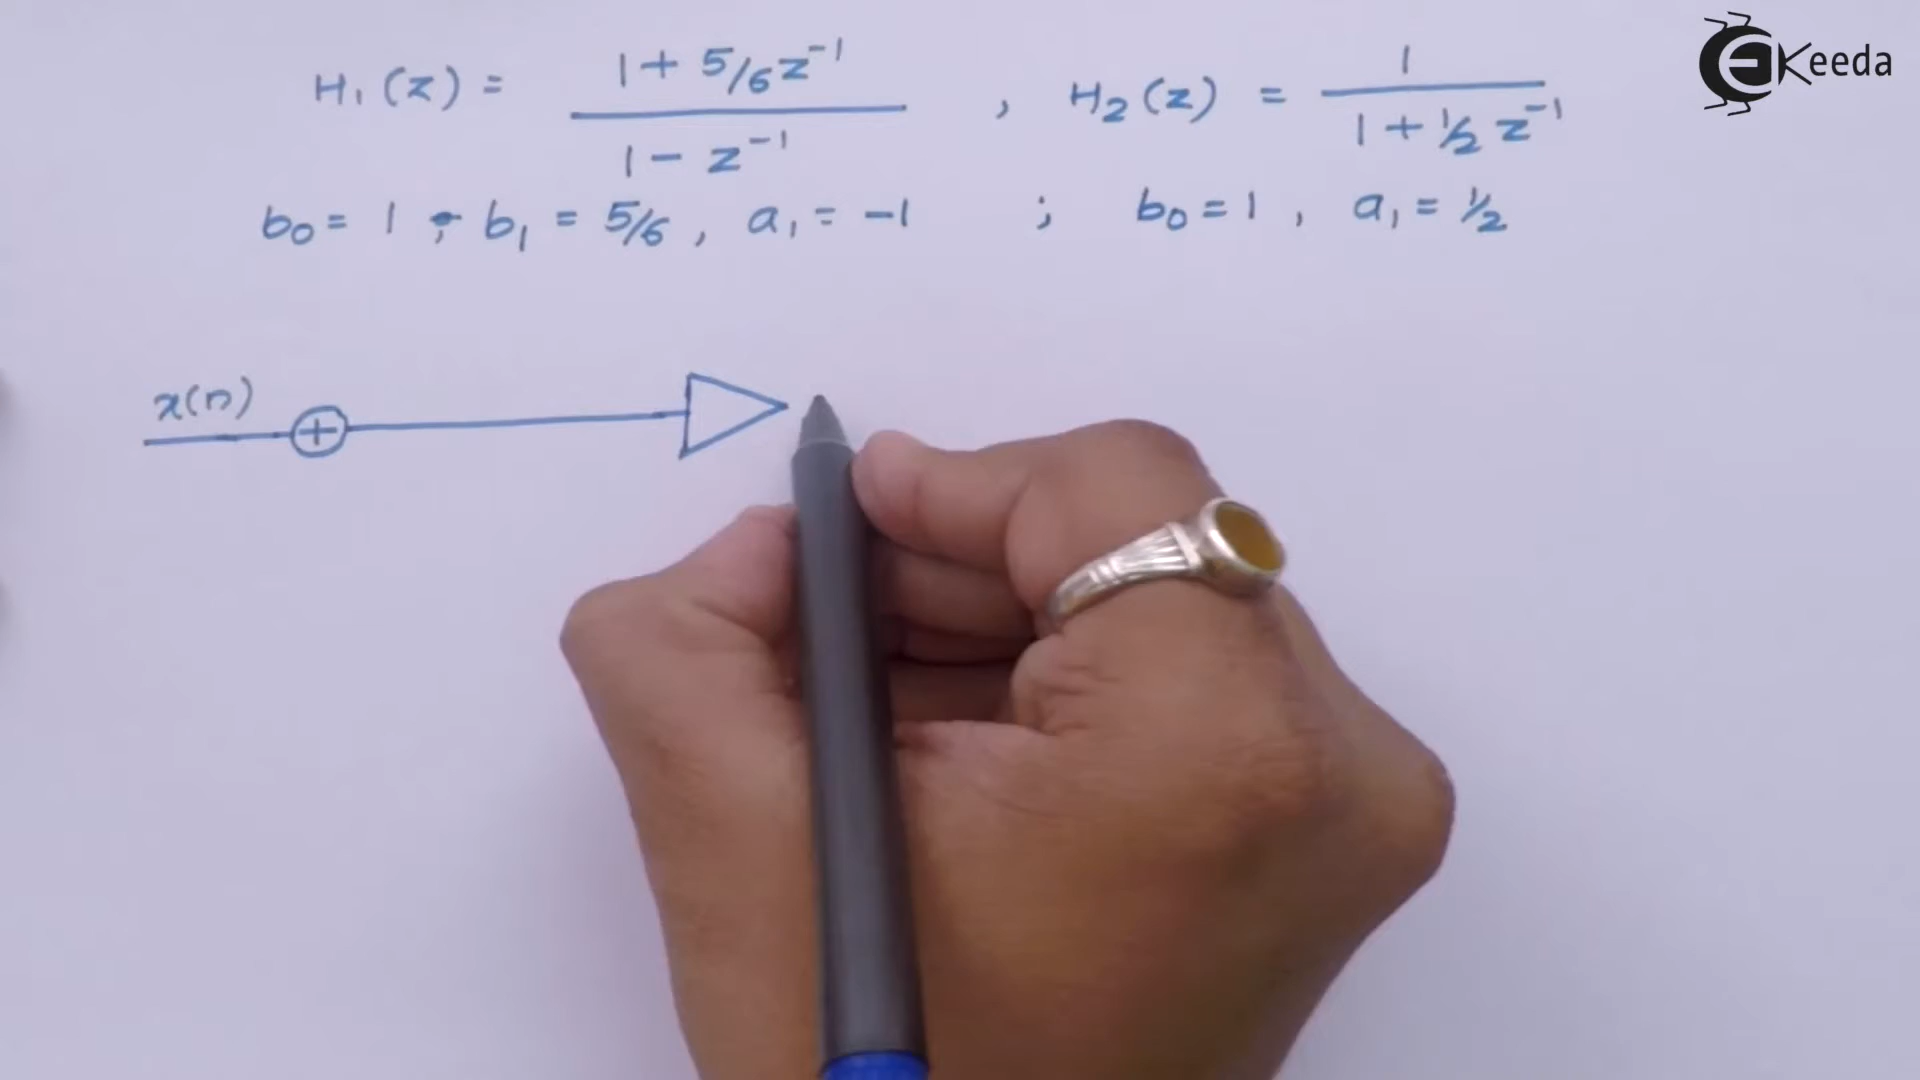 EKeeda
H₁(z) = (1 + 5/6 z⁻¹) / (1 - z⁻¹) , H₂(z) = 1 / (1 + 1/2 z⁻¹)
b₀ = 1 , b₁ = 5/6 , a₁ = -1 ; b₀ = 1 , a₁ = 1/2
x(n)
+